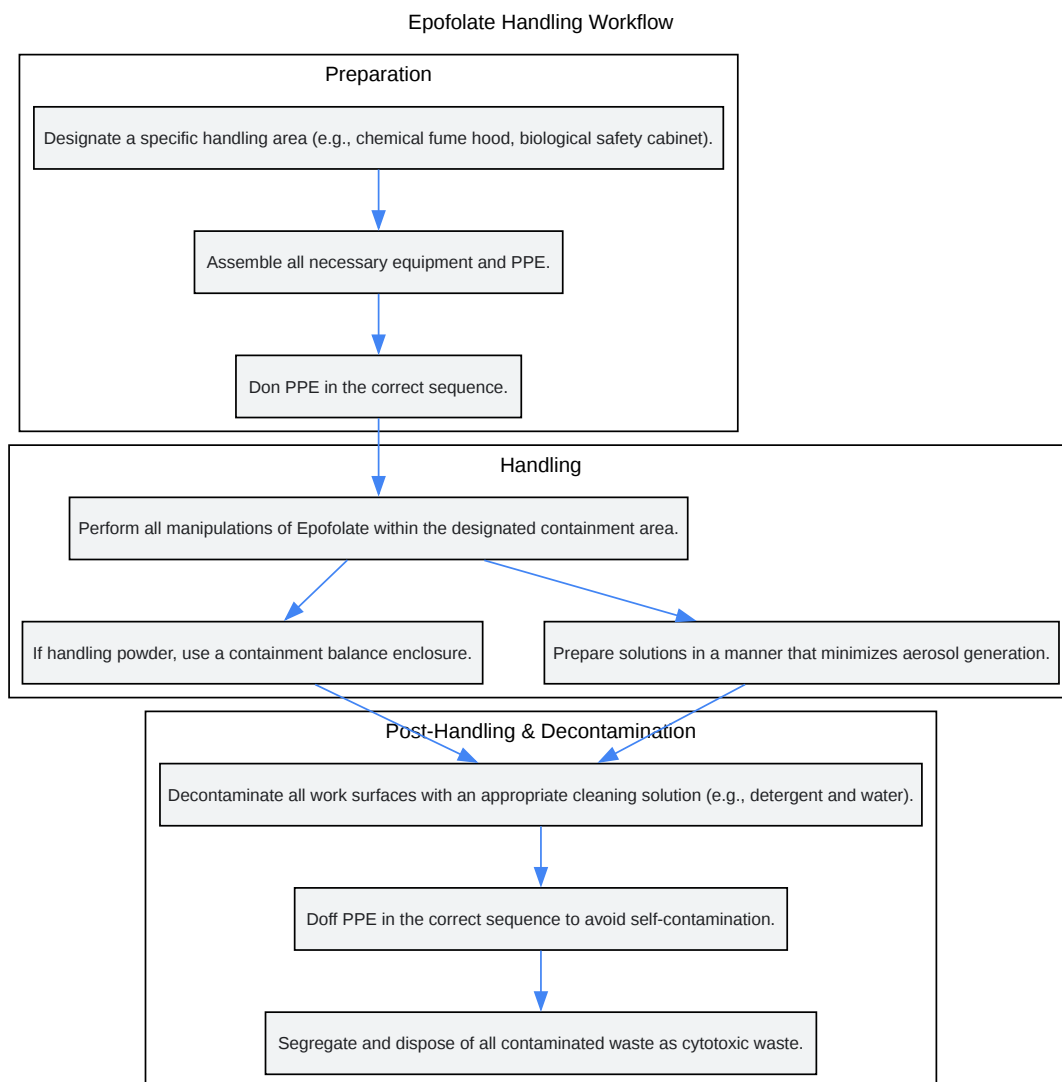 Epofolate Handling Workflow
Preparation
Designate a specific handling area (e.g., chemical fume hood, biological safety cabinet).
Assemble all necessary equipment and PPE.
Don PPE in the correct sequence.
Handling
Perform all manipulations of Epofolate within the designated containment area.
If handling powder, use a containment balance enclosure.
Prepare solutions in a manner that minimizes aerosol generation.
Post-Handling & Decontamination
Decontaminate all work surfaces with an appropriate cleaning solution (e.g., detergent and water).
Doff PPE in the correct sequence to avoid self-contamination.
Segregate and dispose of all contaminated waste as cytotoxic waste.